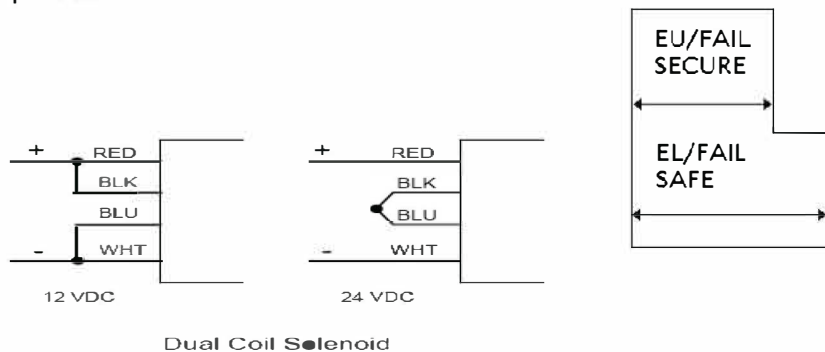 + RED
BLK
BLU
- WHT
12 VDC
+ RED
BLK
BLU
- WHT
24 VDC
Dual Coil Solenoid
EU/FAIL
SECURE
EL/FAIL
SAFE